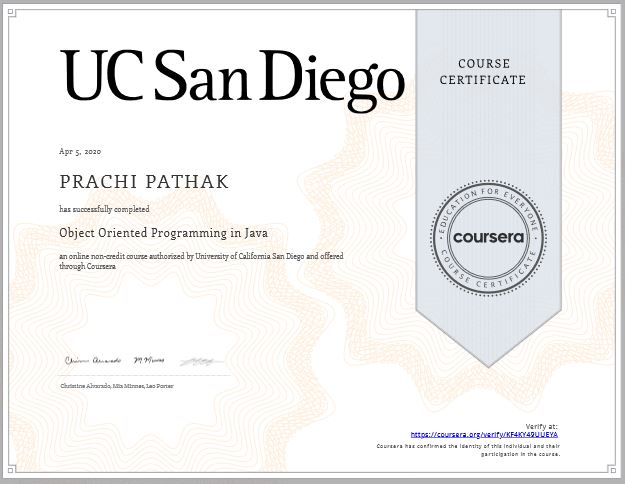 UC San Diego
COURSE
CERTIFICATE
Apr 5, 2020
PRACHI PATHAK
has successfully completed
Object Oriented Programming in Java
an online non-credit course authorized by University of California San Diego and offered
through Coursera
EDUCATION FOR EVERYONE
coursera
COURSE CERTIFICATE
Christine Alvarado, Mia Minnes, Leo Porter
Verify at:
https://coursera.org/verify/KF4KY49UUEYA
Coursera has confirmed the identity of this individual and their
participation in the course.